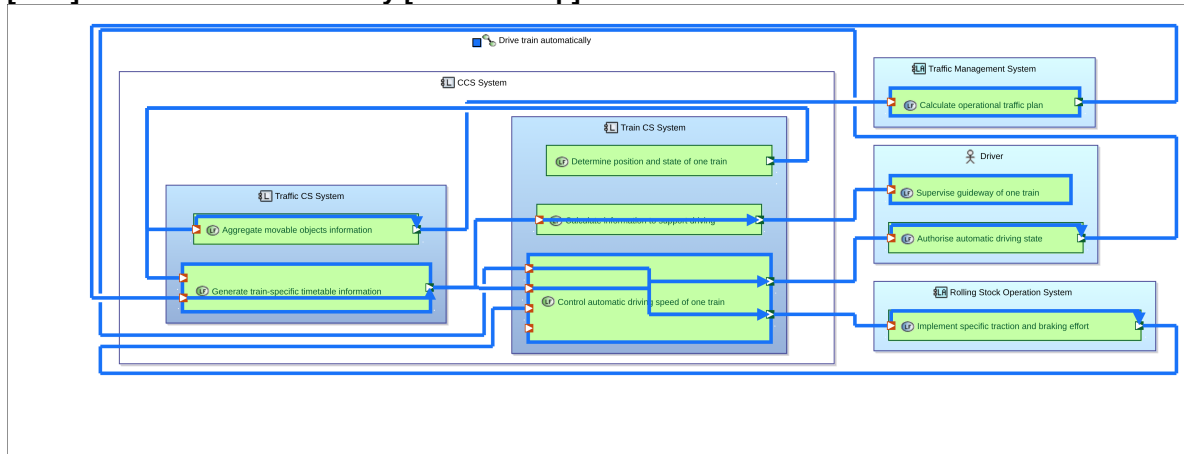 Drive train automatically
CCS System
Traffic Management System
Calculate operational traffic plan
Train CS System
Determine position and state of one train
Driver
Supervise guideway of one train
Traffic CS System
Calculate information to support driving
Aggregate movable objects information
Authorise automatic driving state
Generate train-specific timetable information
Control automatic driving speed of one train
Rolling Stock Operation System
Implement specific traction and braking effort